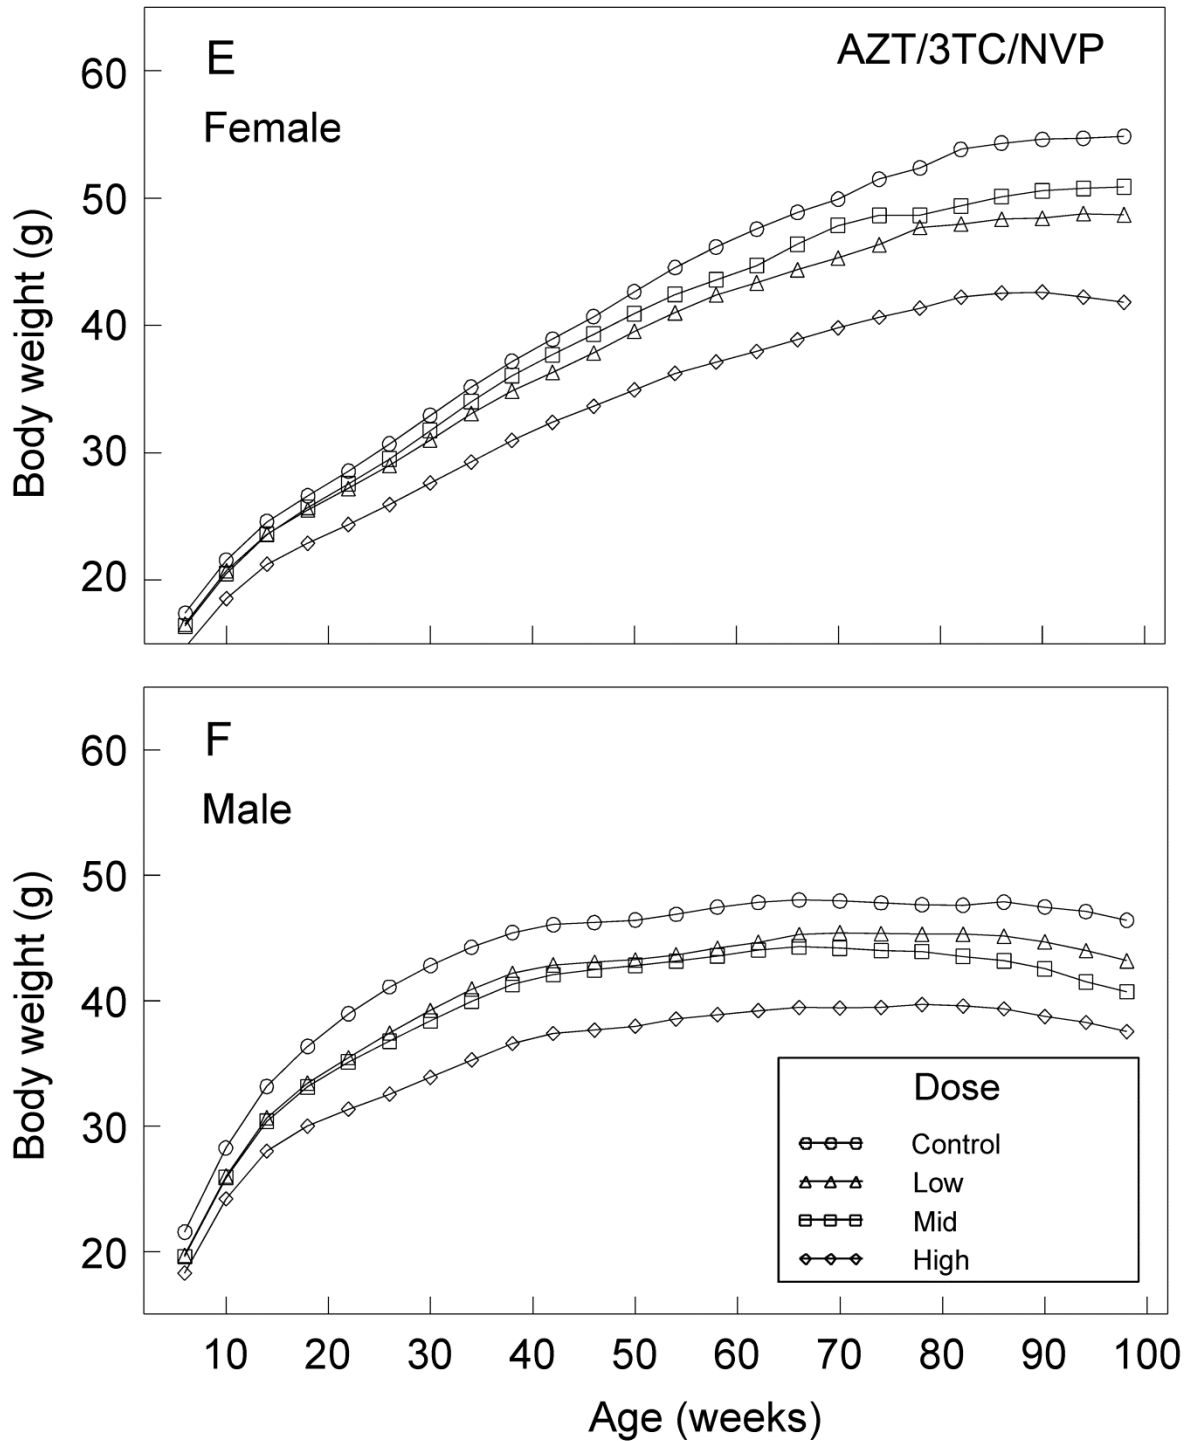 E
AZT/3TC/NVP
Female
60
50
40
30
20
Body weight (g)
F
Male
60
50
40
30
20
Body weight (g)
Dose
Control
Low
Mid
High
10 20 30 40 50 60 70 80 90 100
Age (weeks)